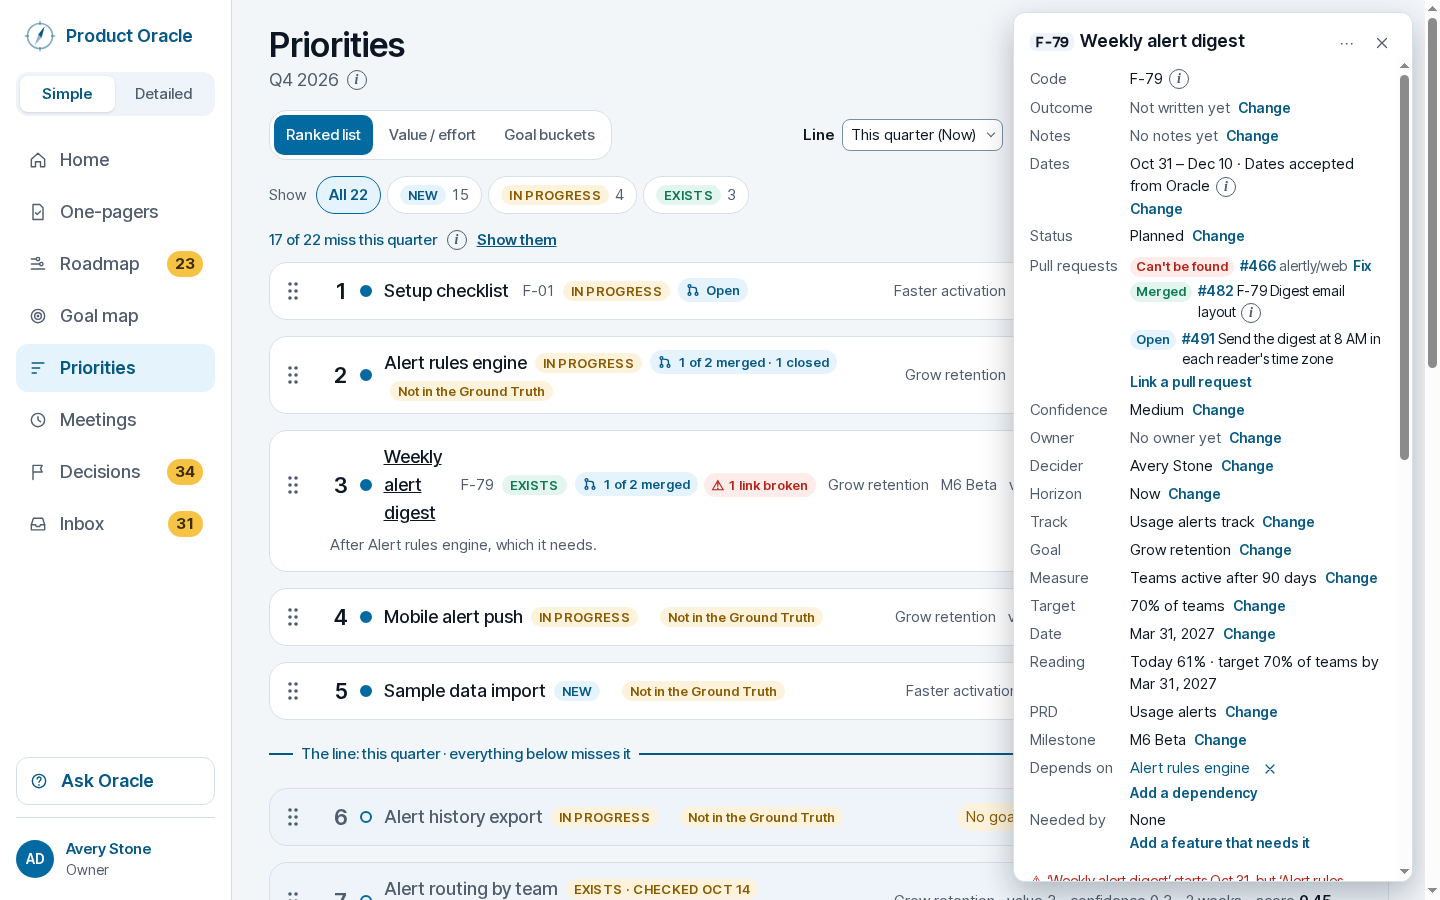 Product Oracle
Simple
Detailed
Home
One-pagers
Roadmap 23
Goal map
Priorities
Meetings
Decisions 34
Inbox 31
Ask Oracle
AD
Avery Stone
Owner
Priorities
Q4 2026 i
Ranked list
Value / effort
Goal buckets
Line This quarter (Now)
Show All 22 NEW 15 IN PROGRESS 4 EXISTS 3
17 of 22 miss this quarter i Show them
1 Setup checklist F-01 IN PROGRESS Open Faster activation
2 Alert rules engine IN PROGRESS 1 of 2 merged · 1 closed Grow retention
Not in the Ground Truth
3 Weekly alert digest F-79 EXISTS 1 of 2 merged 1 link broken Grow retention M6 Beta
After Alert rules engine, which it needs.
4 Mobile alert push IN PROGRESS Not in the Ground Truth Grow retention
5 Sample data import NEW Not in the Ground Truth Faster activation
The line: this quarter · everything below misses it
6 Alert history export IN PROGRESS Not in the Ground Truth No goa
7 Alert routing by team EXISTS · CHECKED OCT 14
F-79 Weekly alert digest
Code F-79 i
Outcome Not written yet Change
Notes No notes yet Change
Dates Oct 31 – Dec 10 · Dates accepted
from Oracle i
Change
Status Planned Change
Pull requests Can't be found #466 alertly/web Fix
Merged #482 F-79 Digest email
layout i
Open #491 Send the digest at 8 AM in
each reader's time zone
Link a pull request
Confidence Medium Change
Owner No owner yet Change
Decider Avery Stone Change
Horizon Now Change
Track Usage alerts track Change
Goal Grow retention Change
Measure Teams active after 90 days Change
Target 70% of teams Change
Date Mar 31, 2027 Change
Reading Today 61% · target 70% of teams by
Mar 31, 2027
PRD Usage alerts Change
Milestone M6 Beta Change
Depends on Alert rules engine
Add a dependency
Needed by None
Add a feature that needs it
'Weekly alert digest' starts Oct 31, but 'Alert rules